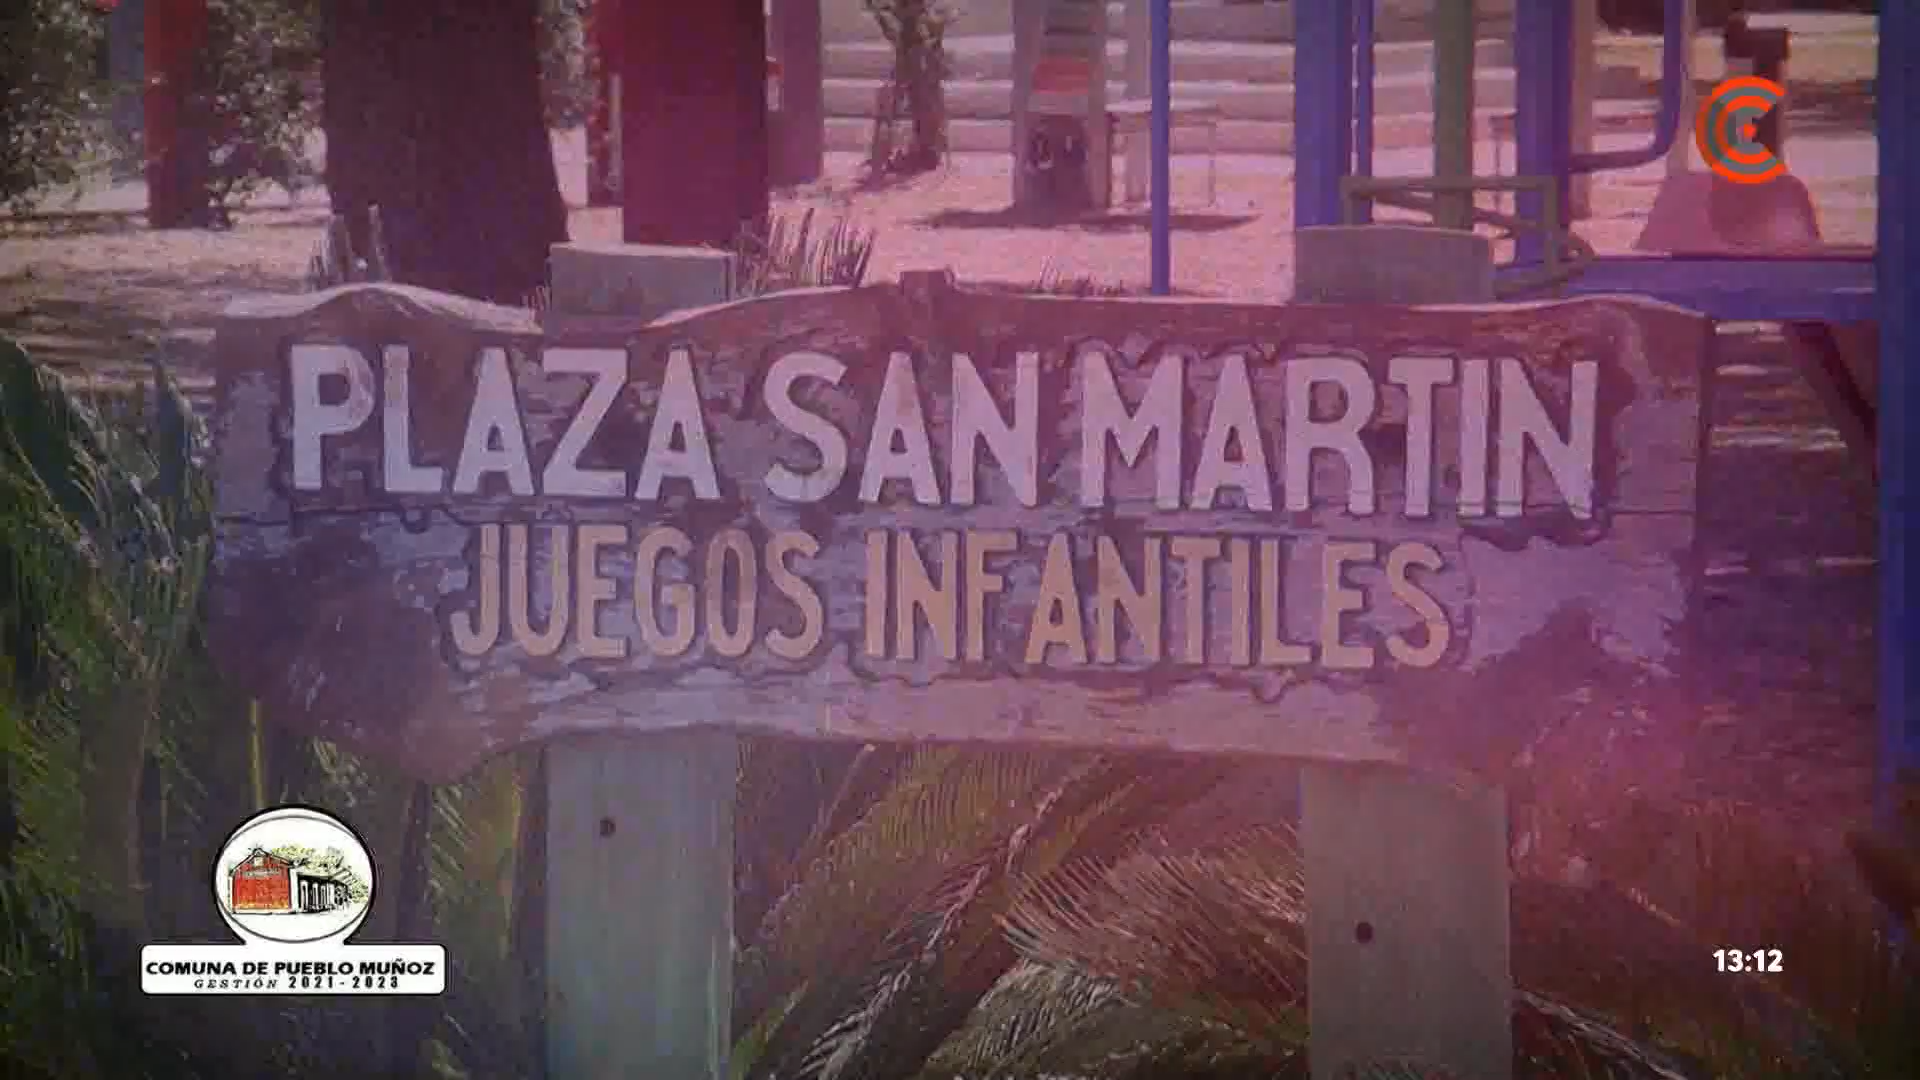 PLAZA SAN MARTIN
JUEGOS INFANTILES
COMUNA DE PUEBLO MUÑOZ
GESTIÓN 2021-2023
13:12